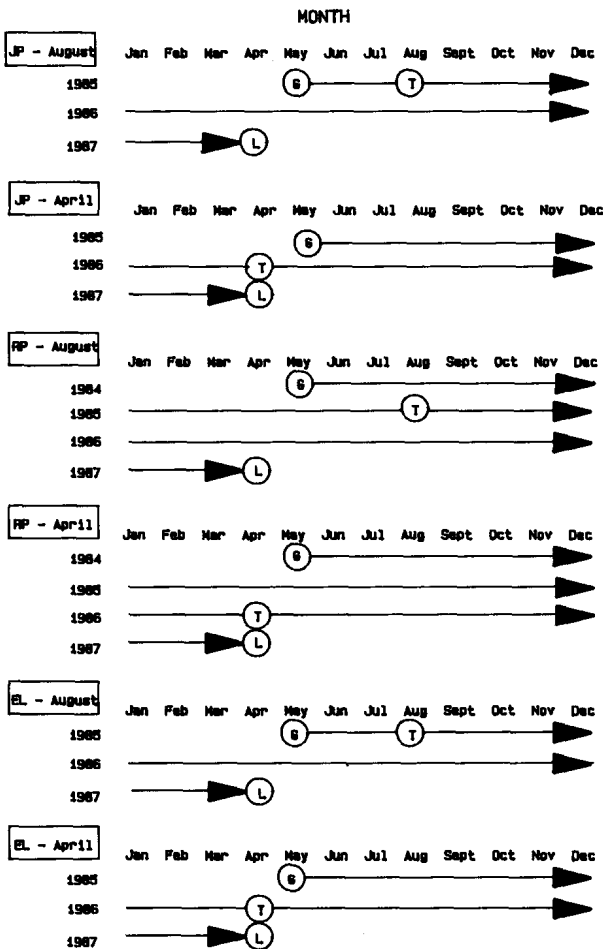 MONTH
JP - August Jan Feb Mar Apr May Jun Jul Aug Sept Oct Nov Dec
1985 G T
1986
1987 L
JP - April Jan Feb Mar Apr May Jun Jul Aug Sept Oct Nov Dec
1985 G
1986 T
1987 L
RP - August
Jan Feb Mar Apr May Jun Jul Aug Sept Oct Nov Dec
1984 G
1985 T
1986
1987 L
RP - April
Jan Feb Mar Apr May Jun Jul Aug Sept Oct Nov Dec
1984 G
1985
1986 T
1987 L
EL - August
Jan Feb Mar Apr May Jun Jul Aug Sept Oct Nov Dec
1985 G T
1986
1987 L
EL - April
Jan Feb Mar Apr May Jun Jul Aug Sept Oct Nov Dec
1985 G
1986 T
1987 L